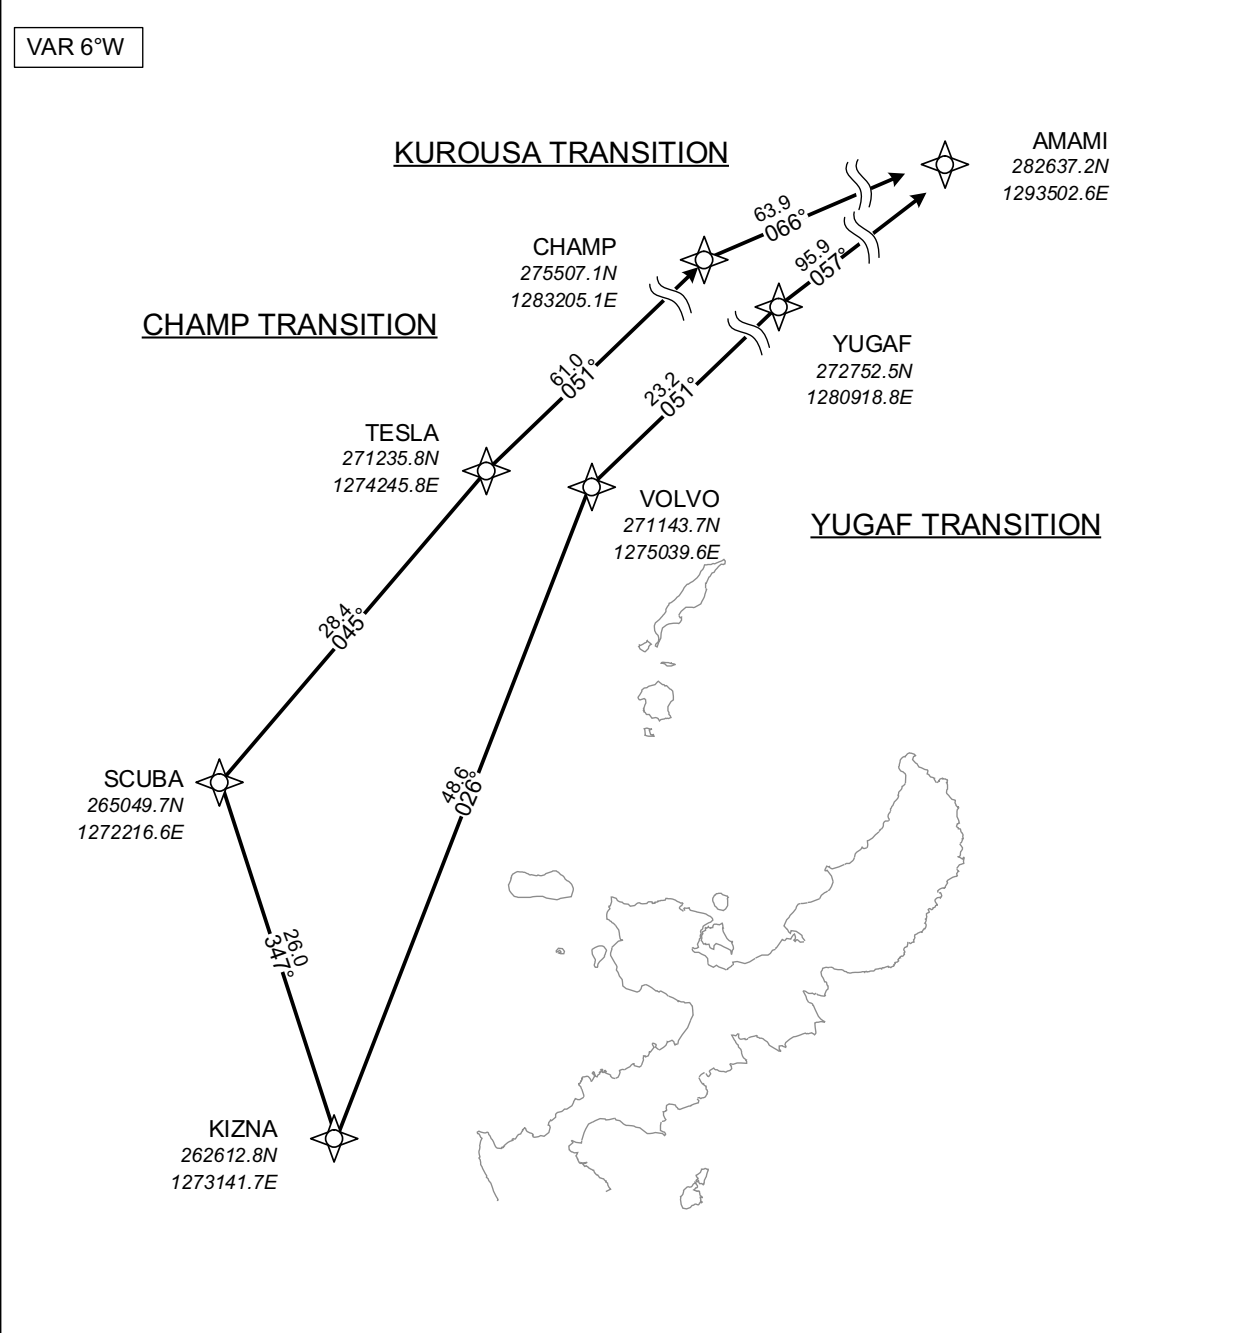 VAR 6°W
KUROUSA TRANSITION
AMAMI
282637.2N
1293502.6E
63.9
066°
CHAMP
275507.1N
1283205.1E
95.9
057°
CHAMP TRANSITION
YUGAF
272752.5N
1280918.8E
61.0
051°
23.2
051°
TESLA
271235.8N
1274245.8E
VOLVO
271143.7N
1275039.6E
YUGAF TRANSITION
28.4
045°
SCUBA
265049.7N
1272216.6E
48.6
026°
26.0
347°
KIZNA
262612.8N
1273141.7E